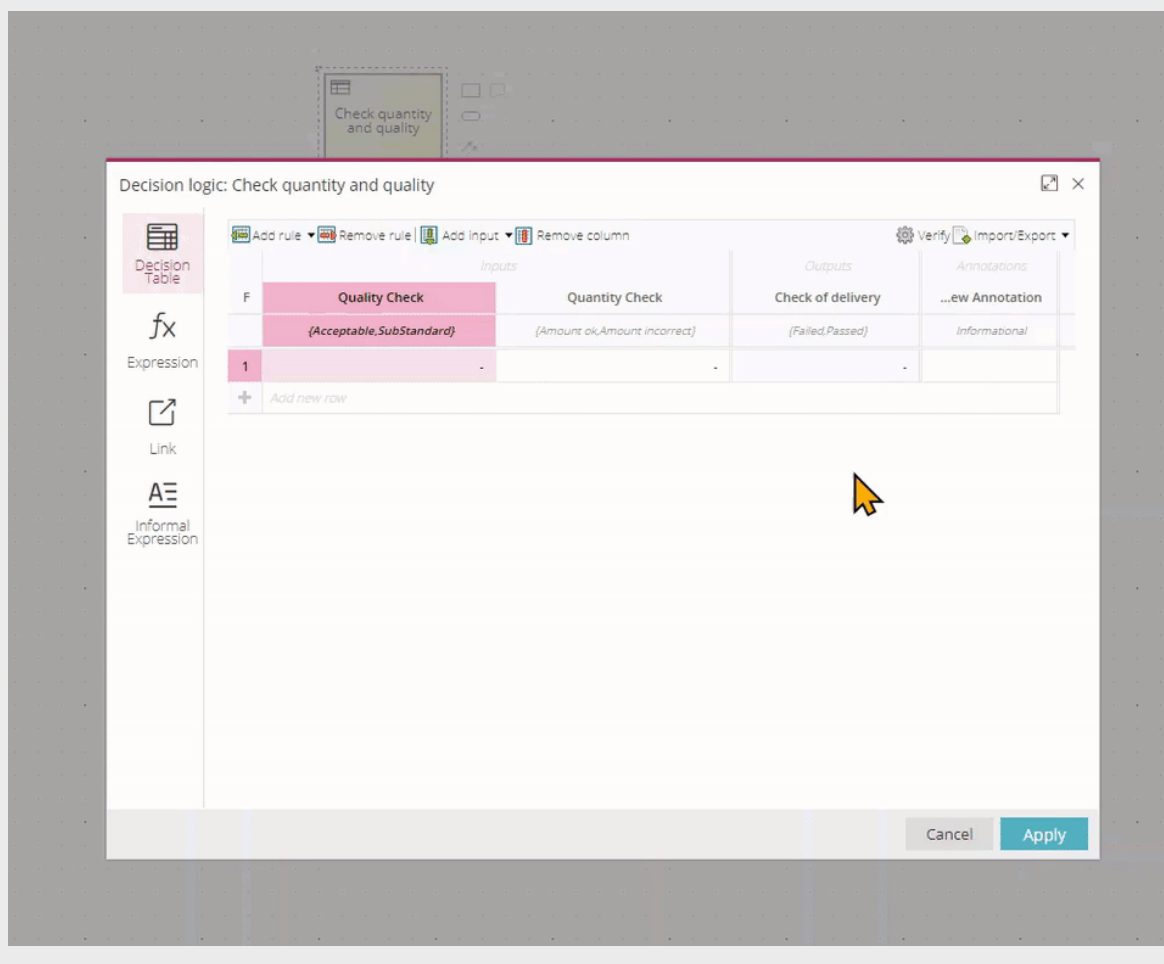 Check quantity
and quality
Decision logic: Check quantity and quality
Decision
Table
Expression
Link
Informal
Expression
Add rule Remove rule Add input Remove column Verify Import/Export
Inputs Outputs Annotations
F Quality Check Quantity Check Check of delivery ...ew Annotation
{Acceptable,SubStandard} {Amount ok,Amount incorrect} {Failed,Passed} Informational
1 - - -
+ Add new row
Cancel Apply